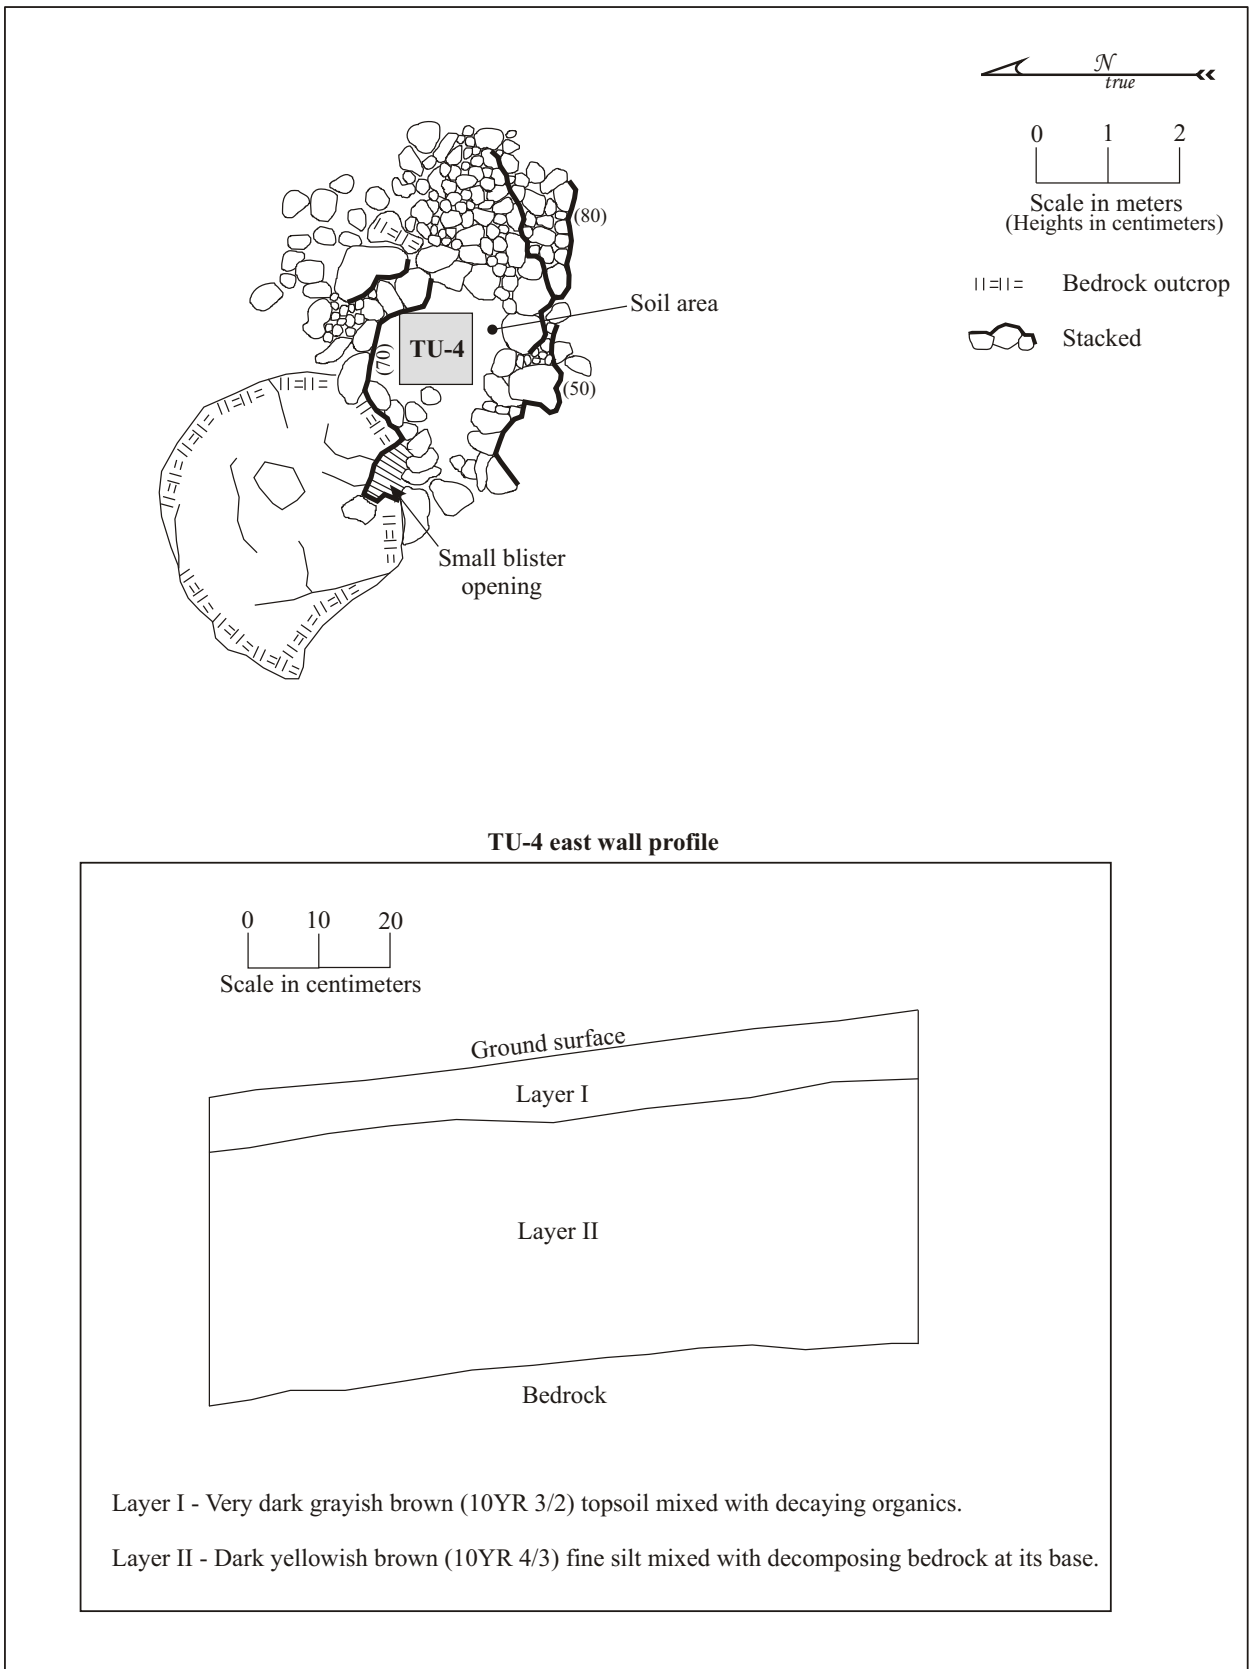 N
true
0 1 2
Scale in meters
(Heights in centimeters)
Bedrock outcrop
Stacked
(80)
Soil area
TU-4
(70)
(50)
Small blister
opening
TU-4 east wall profile
0 10 20
Scale in centimeters
Ground surface
Layer I
Layer II
Bedrock
Layer I - Very dark grayish brown (10YR 3/2) topsoil mixed with decaying organics.
Layer II - Dark yellowish brown (10YR 4/3) fine silt mixed with decomposing bedrock at its base.